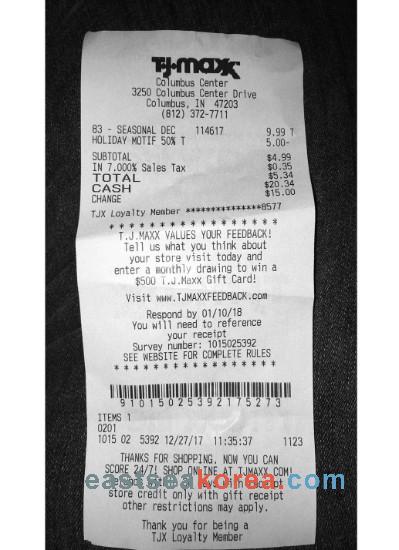 T·J·maxx
Columbus Center
3250 Columbus Center Drive
Columbus, IN 47203
(812) 372-7711
83 - SEASONAL DEC 114617 9.99 T
HOLIDAY MOTIF 50% T 5.00-
SUBTOTAL $4.99
IN 7.000% Sales Tax $0.35
TOTAL $5.34
CASH $20.34
CHANGE $15.00
TJX Loyalty Member ***************8577
* * * * * * * * * * * * * * * * * *
T.J.MAXX VALUES YOUR FEEDBACK!
Tell us what you think about
your store visit today and
enter a monthly drawing to win a
$500 T.J.Maxx Gift Card!
Visit www.TJMAXXFEEDBACK.com
Respond by 01/10/18
You will need to reference
your receipt
Survey number: 1015025392
SEE WEBSITE FOR COMPLETE RULES
* * * * * * * * * * * * * * * * * *
91015025392175273
ITEMS 1
0201
1015 02 5392 12/27/17 11:35:37 1123
THANKS FOR SHOPPING. NOW YOU CAN
SCORE 24/7! SHOP ONLINE AT TJMAXX.COM!
eastseakorea.com
store credit only with gift receipt
other restrictions may apply.
Thank you for being a
TJX Loyalty Member